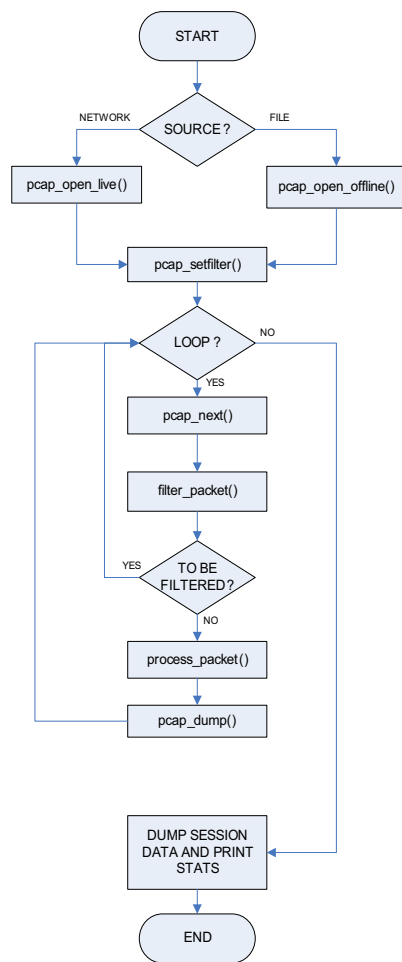 START
SOURCE ?
NETWORK
FILE
pcap_open_live()
pcap_open_offline()
pcap_setfilter()
LOOP ?
NO
YES
pcap_next()
filter_packet()
TO BE
FILTERED?
YES
NO
process_packet()
pcap_dump()
DUMP SESSION
DATA AND PRINT
STATS
END